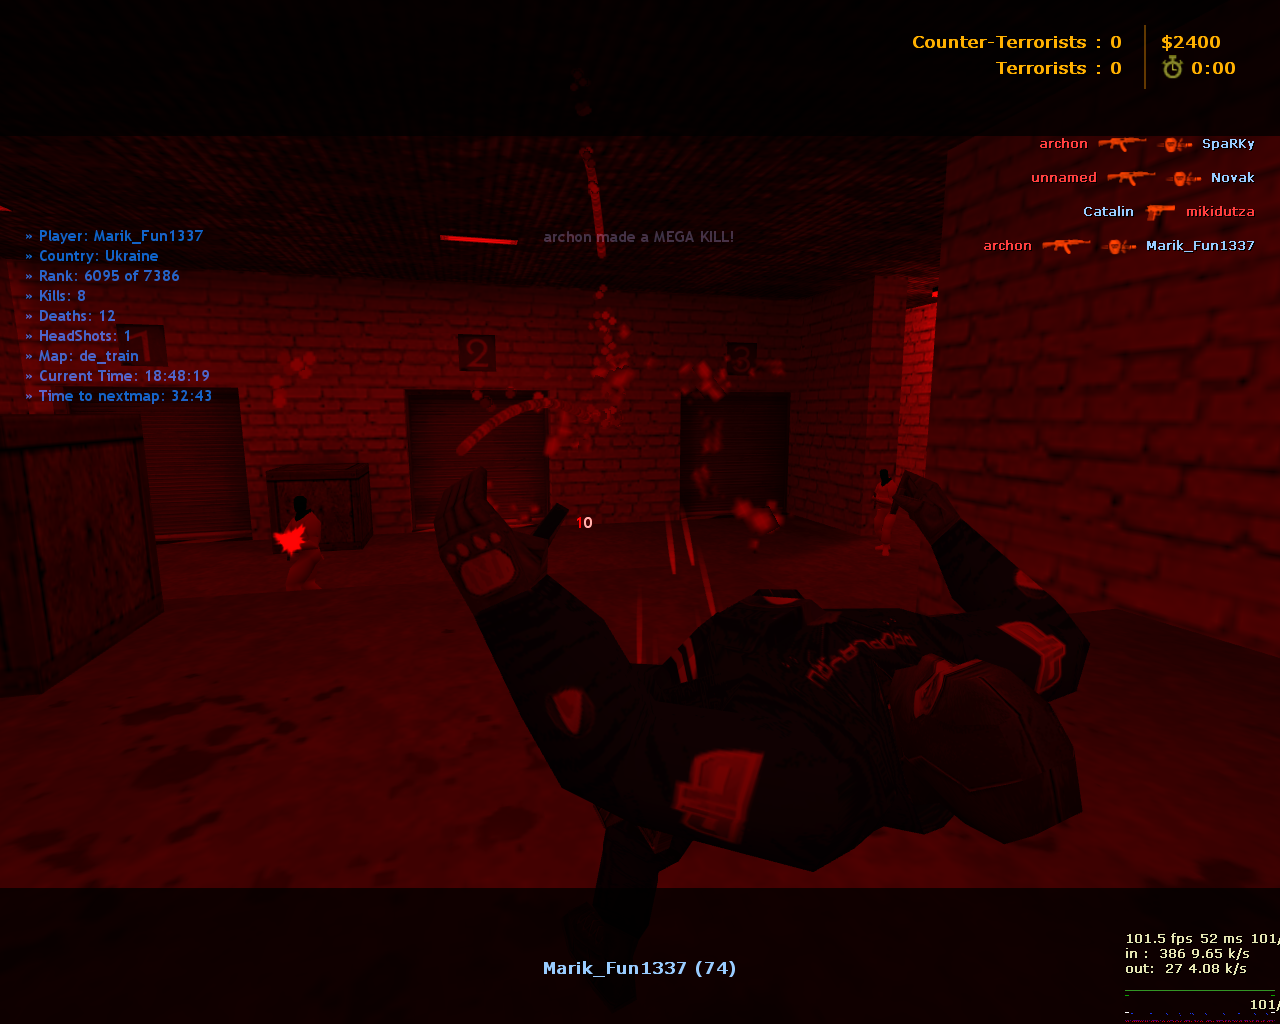 Counter-Terrorists : 0
$2400
Terrorists : 0
0:00
archon SpaRKy
unnamed Novak
Catalin mikidutza
archon Marik_Fun1337
archon made a MEGA KILL!
» Player: Marik_Fun1337
» Country: Ukraine
» Rank: 6095 of 7386
» Kills: 8
» Deaths: 12
» HeadShots: 1
» Map: de_train
» Current Time: 18:48:19
» Time to nextmap: 32:43
1
2
3
10
Marik_Fun1337 (74)
101.5 fps 52 ms 101/
in : 386 9.65 k/s
out: 27 4.08 k/s
101/